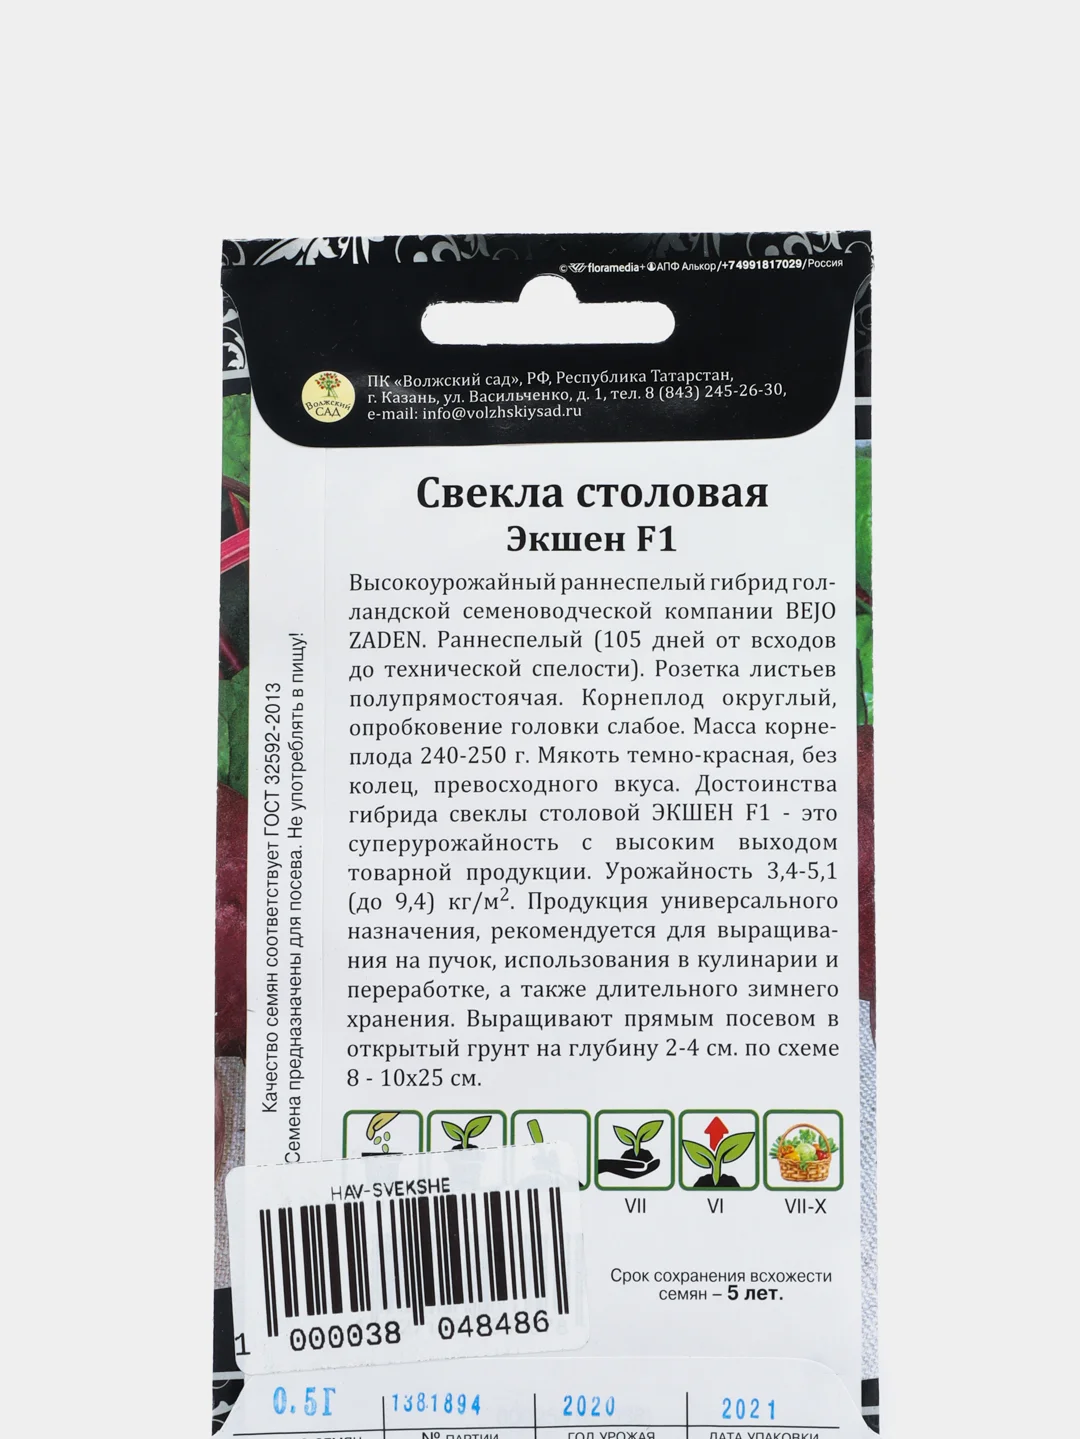 © floramedia+ АПФ Алькор/+74991817029/Россия
Волжский
САД
ПК «Волжский сад», РФ, Республика Татарстан,
г. Казань, ул. Васильченко, д. 1, тел. 8 (843) 245-26-30,
e-mail: info@volzhskiysad.ru
Свекла столовая
Экшен F1
Высокоурожайный раннеспелый гибрид гол-
ландской семеноводческой компании BEJO
ZADEN. Раннеспелый (105 дней от всходов
до технической спелости). Розетка листьев
полупрямостоячая. Корнеплод округлый,
опробковение головки слабое. Масса корне-
плода 240-250 г. Мякоть темно-красная, без
колец, превосходного вкуса. Достоинства
гибрида свеклы столовой ЭКШЕН F1 - это
суперурожайность с высоким выходом
товарной продукции. Урожайность 3,4-5,1
(до 9,4) кг/м². Продукция универсального
назначения, рекомендуется для выращива-
ния на пучок, использования в кулинарии и
переработке, а также длительного зимнего
хранения. Выращивают прямым посевом в
открытый грунт на глубину 2-4 см. по схеме
8 - 10х25 см.
Качество семян соответствует ГОСТ 32592-2013
Семена предназначены для посева. Не употреблять в пищу!
VII VI VII-X
HAV-SVEKSHE
1 000038 048486
Срок сохранения всхожести
семян – 5 лет.
0.5Г 1381894 2020 2021
№ ПАРТИИ ГОД УРОЖАЯ ДАТА УПАКОВКИ